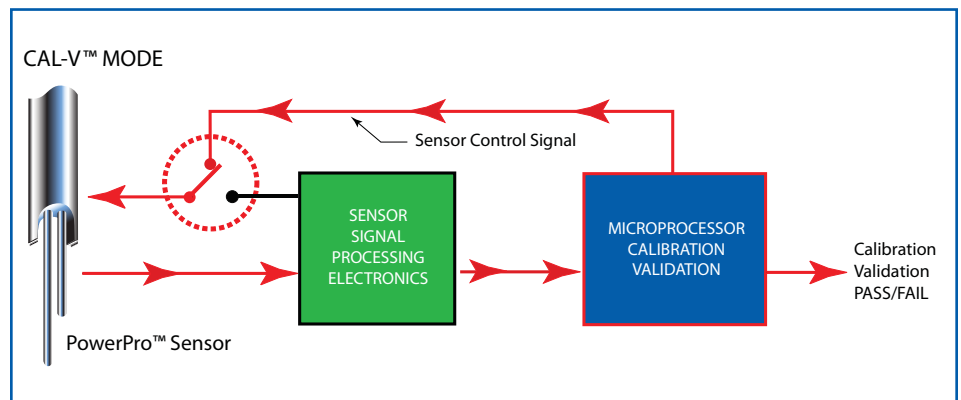 CAL-V™ MODE
Sensor Control Signal
SENSOR
SIGNAL
PROCESSING
ELECTRONICS
MICROPROCESSOR
CALIBRATION
VALIDATION
Calibration
Validation
PASS/FAIL
PowerPro™ Sensor